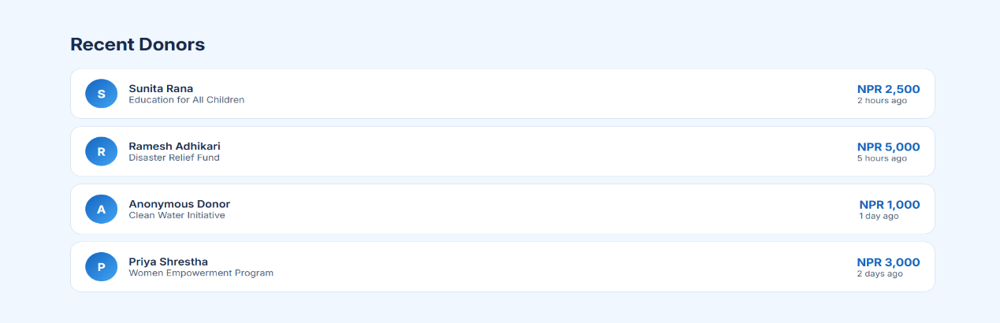 Recent Donors
S
Sunita Rana
Education for All Children
NPR 2,500
2 hours ago
R
Ramesh Adhikari
Disaster Relief Fund
NPR 5,000
5 hours ago
A
Anonymous Donor
Clean Water Initiative
NPR 1,000
1 day ago
P
Priya Shrestha
Women Empowerment Program
NPR 3,000
2 days ago